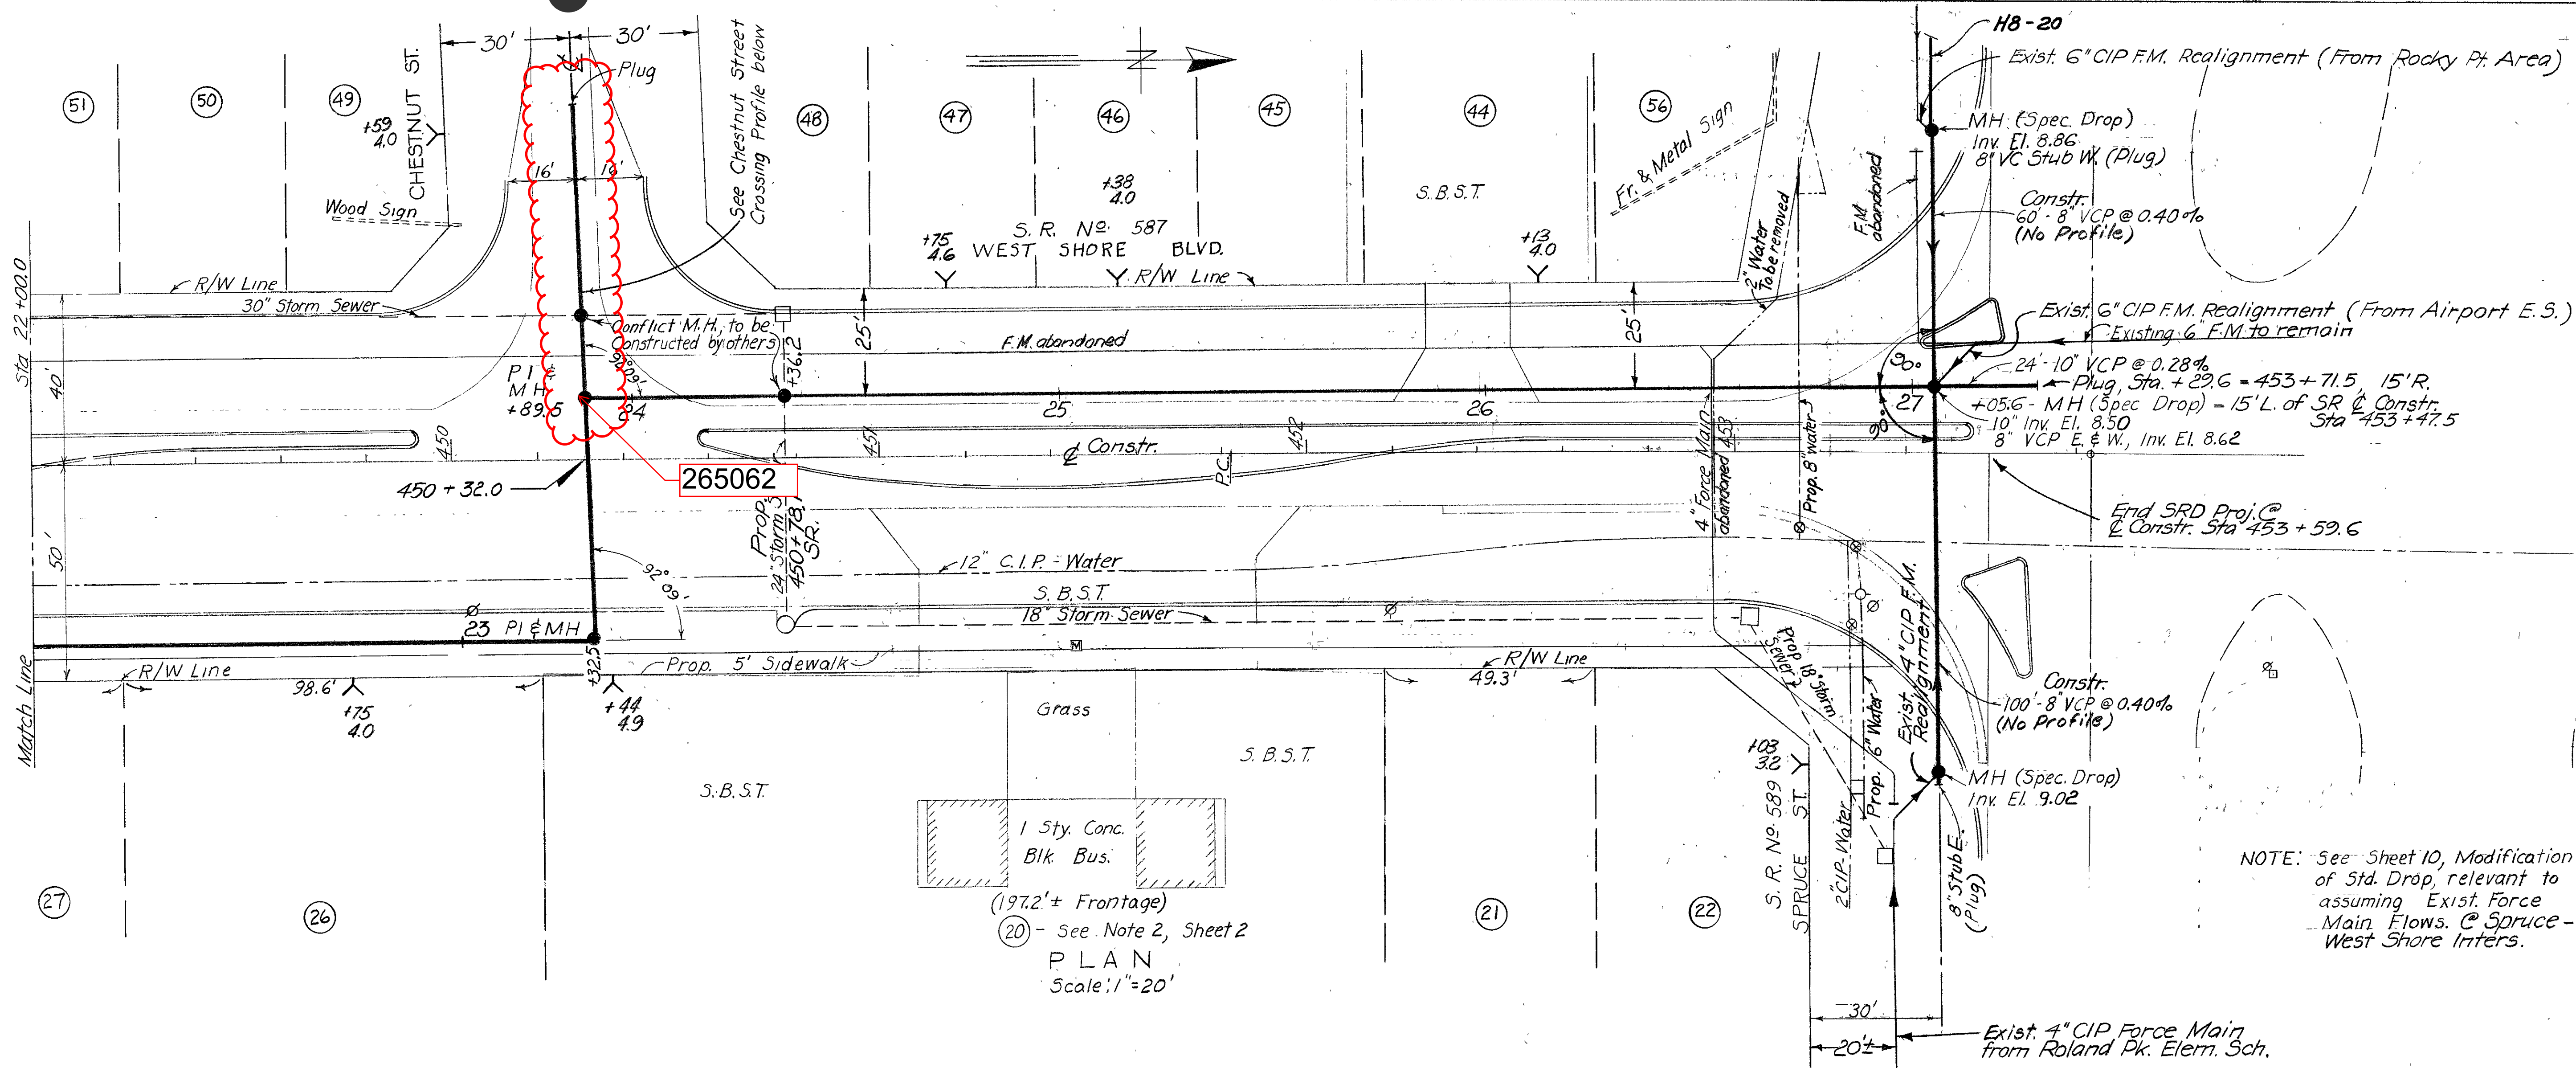 H8-20
Exist. 6" CIP F.M. Realignment (From Rocky Pt. Area)
30'
30'
CHESTNUT ST.
Plug
See Chestnut Street
Crossing Profile below
N
51
50
49
48
47
46
45
44
56
+59
4.0
16'
16'
Wood Sign
+38
4.0
S.B.S.T.
Fr. & Metal Sign
MH (Spec. Drop)
Inv. El. 8.86
8" VC Stub W. (Plug)
F.M.
abandoned
Constr.
60' - 8" VCP @ 0.40%
(No Profile)
S.R. No. 587
WEST SHORE BLVD.
+75
4.6
+13
4.0
2" Water
To be removed
R/W Line
R/W Line
30" Storm Sewer
Sta 22+00.0
40'
50'
Match Line
Conflict M.H., to be
Constructed by others
+36.2
25'
25'
F.M. abandoned
Exist. 6" CIP F.M. Realignment (From Airport E.S.)
Existing 6" F.M. to remain
24' - 10" VCP @ 0.28%
Plug, Sta. + 29.6 = 453 + 71.5, 15' R.
+05.6 - MH (Spec Drop) = 15' L. of SR ℄ Constr.
Sta 453 + 47.5
10" Inv. El. 8.50
8" VCP E. & W., Inv. El. 8.62
90°
90°
PI &
MH
+89.5
92°09'
24
25
26
27
450
451
452
453
℄ Constr.
P.C.
265062
450 + 32.0
Prop.
24" Storm S
450+78.1
SR.
4" Force Main
abandoned
Prop. 8" water
End SRD Proj. @
℄ Constr. Sta 453 + 59.6
12" C.I.P. - Water
S.B.S.T.
18" Storm Sewer
92° 09'
23 PI & MH
+32.5
Prop. 5' Sidewalk
R/W Line
R/W Line
98.6'
49.3'
+75
4.0
+44
4.9
M
Prop 18" Storm
Sewer
Prop. 6" Water
Exist. 4" CIP F.M.
Realignment
Constr.
100' - 8" VCP @ 0.40%
(No Profile)
Grass
S.B.S.T.
S.B.S.T.
+03
3.2
S.R. No. 589
SPRUCE ST.
2" CIP-Water
MH (Spec. Drop)
Inv. El. 9.02
8" Stub E.
(Plug)
1 Sty. Conc.
Blk. Bus.
(197.2' ± Frontage)
20 - See Note 2, Sheet 2
27
26
21
22
NOTE: See Sheet 10, Modification
of Std. Drop, relevant to
assuming Exist. Force
Main Flows. @ Spruce-
West Shore Inters.
PLAN
Scale: 1"=20'
30'
20'±
Exist. 4" CIP Force Main
from Roland Pk. Elem. Sch.